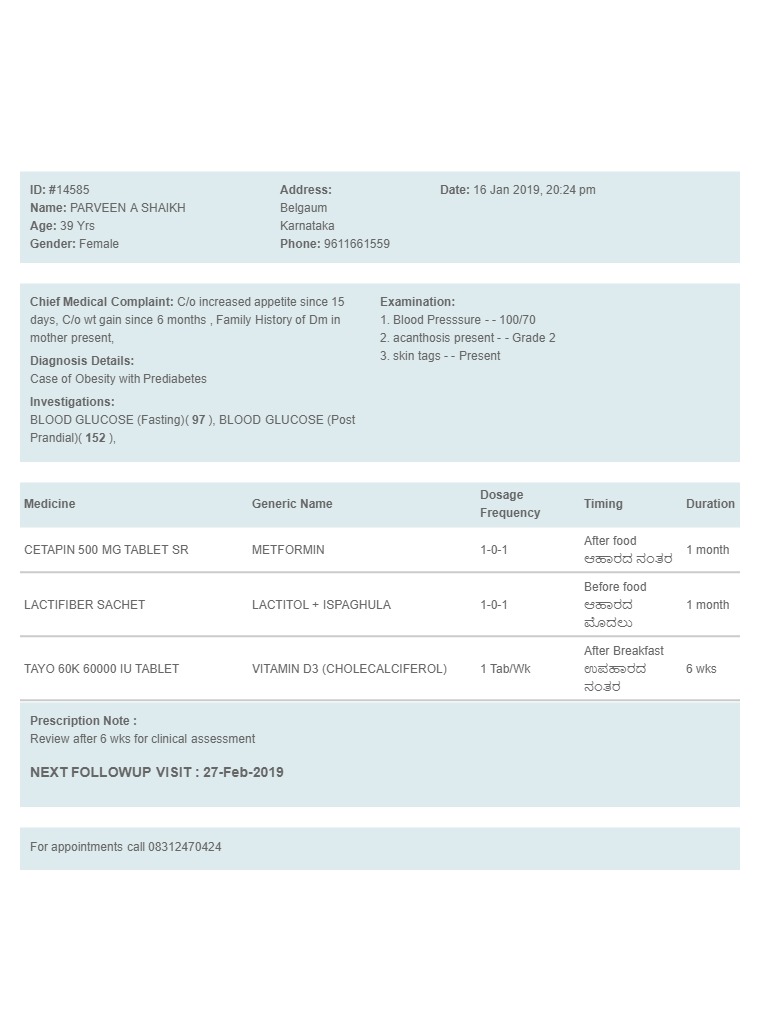 ID: #14585
Name: PARVEEN A SHAIKH
Age: 39 Yrs
Gender: Female
Address:
Belgaum
Karnataka
Phone: 9611661559
Date: 16 Jan 2019, 20:24 pm
Chief Medical Complaint: C/o increased appetite since 15
days, C/o wt gain since 6 months , Family History of Dm in
mother present,
Diagnosis Details:
Case of Obesity with Prediabetes
Investigations:
BLOOD GLUCOSE (Fasting)( 97 ), BLOOD GLUCOSE (Post
Prandial)( 152 ),
Examination:
1. Blood Presssure - - 100/70
2. acanthosis present - - Grade 2
3. skin tags - - Present
Medicine Generic Name Dosage Frequency Timing Duration
CETAPIN 500 MG TABLET SR METFORMIN 1-0-1 After food 1 month
ಆಹಾರದ ನಂತರ
LACTIFIBER SACHET LACTITOL + ISPAGHULA 1-0-1 Before food 1 month
ಆಹಾರದ
ಮೊದಲು
TAYO 60K 60000 IU TABLET VITAMIN D3 (CHOLECALCIFEROL) 1 Tab/Wk After Breakfast 6 wks
ಉಪಹಾರದ
ನಂತರ
Prescription Note :
Review after 6 wks for clinical assessment
NEXT FOLLOWUP VISIT : 27-Feb-2019
For appointments call 08312470424